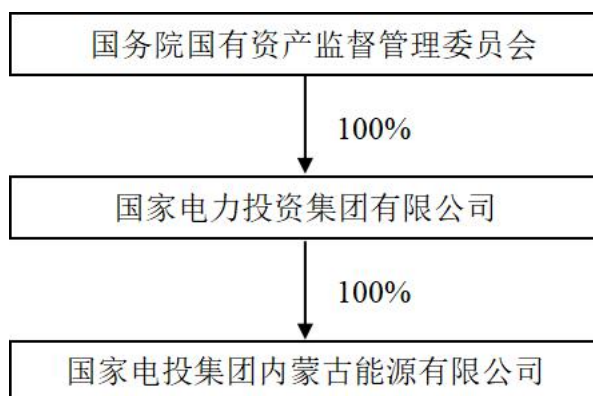 国务院国有资产监督管理委员会
100%
国家电力投资集团有限公司
100%
国家电投集团内蒙古能源有限公司